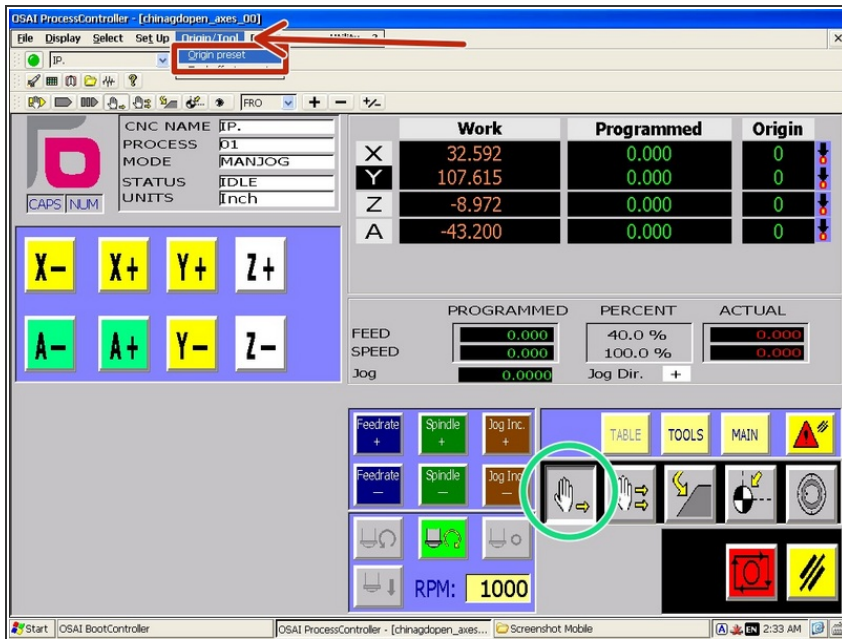 OSAI ProcessController - [chinagdopen_axes_00]
File Display Select Set Up Origin/Tool
Origin preset
IP.
FRO
CNC NAME IP.
PROCESS 01
MODE MANJOG
STATUS IDLE
UNITS Inch
CAPS NUM
Work Programmed Origin
X 32.592 0.000 0
Y 107.615 0.000 0
Z -8.972 0.000 0
A -43.200 0.000 0
X- X+ Y+ Z+
A- A+ Y- Z-
PROGRAMMED PERCENT ACTUAL
FEED 0.000 40.0 % 0.000
SPEED 0.000 100.0 % 0.000
Jog 0.0000 Jog Dir. +
Feedrate + Spindle + Jog Inc. +
TABLE TOOLS MAIN
Feedrate - Spindle - Jog Inc. -
RPM: 1000
Start OSAI BootController OSAI ProcessController - [chinagdopen_axes... Screenshot Mobile A EN 2:33 AM